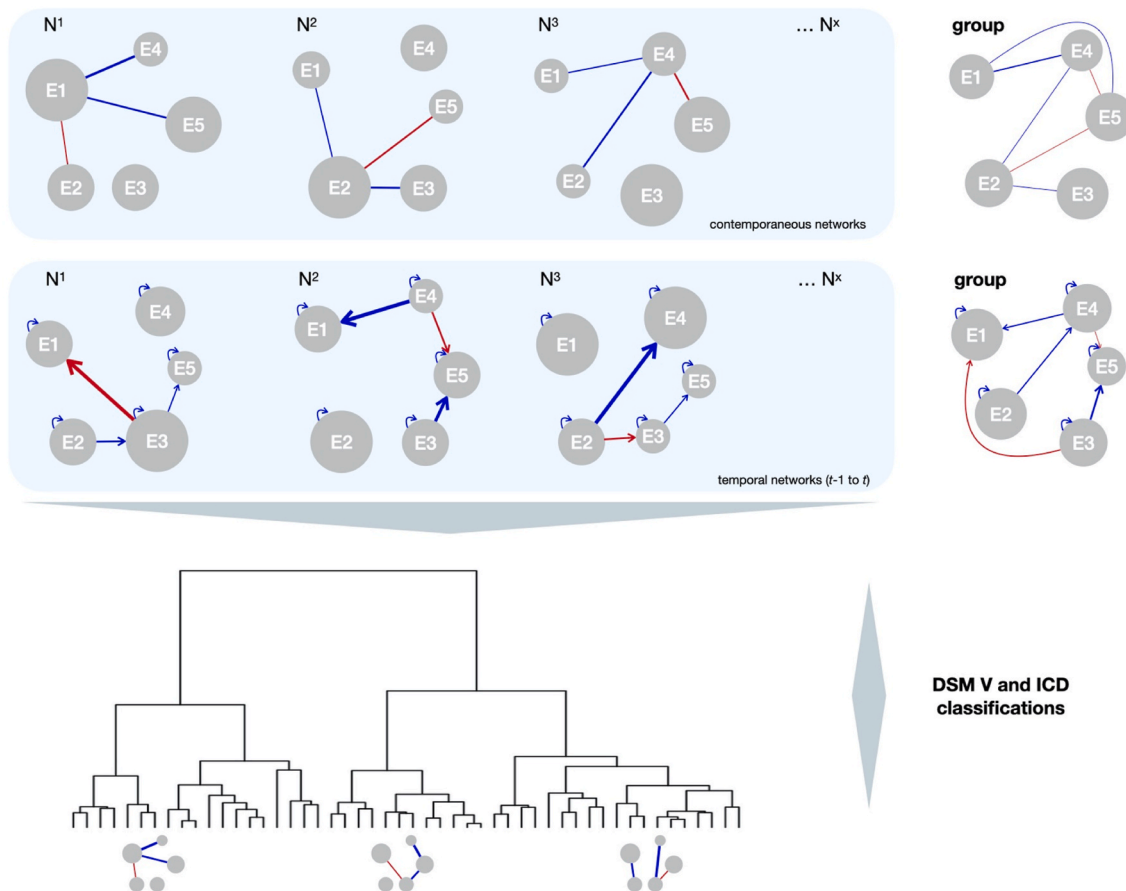 N¹ N² N³ ... Nˣ group
E4
E1
E5
E2 E3
E4
E1
E5
E2 E3
E4
E1
E5
E2 E3
contemporaneous networks
E4
E1
E5
E2 E3
N¹ N² N³ ... Nˣ group
E4
E1
E5
E2 E3
E4
E1
E5
E2 E3
E4
E1
E5
E2 E3
temporal networks (t-1 to t)
E4
E1
E5
E2
E3
DSM V and ICD
classifications